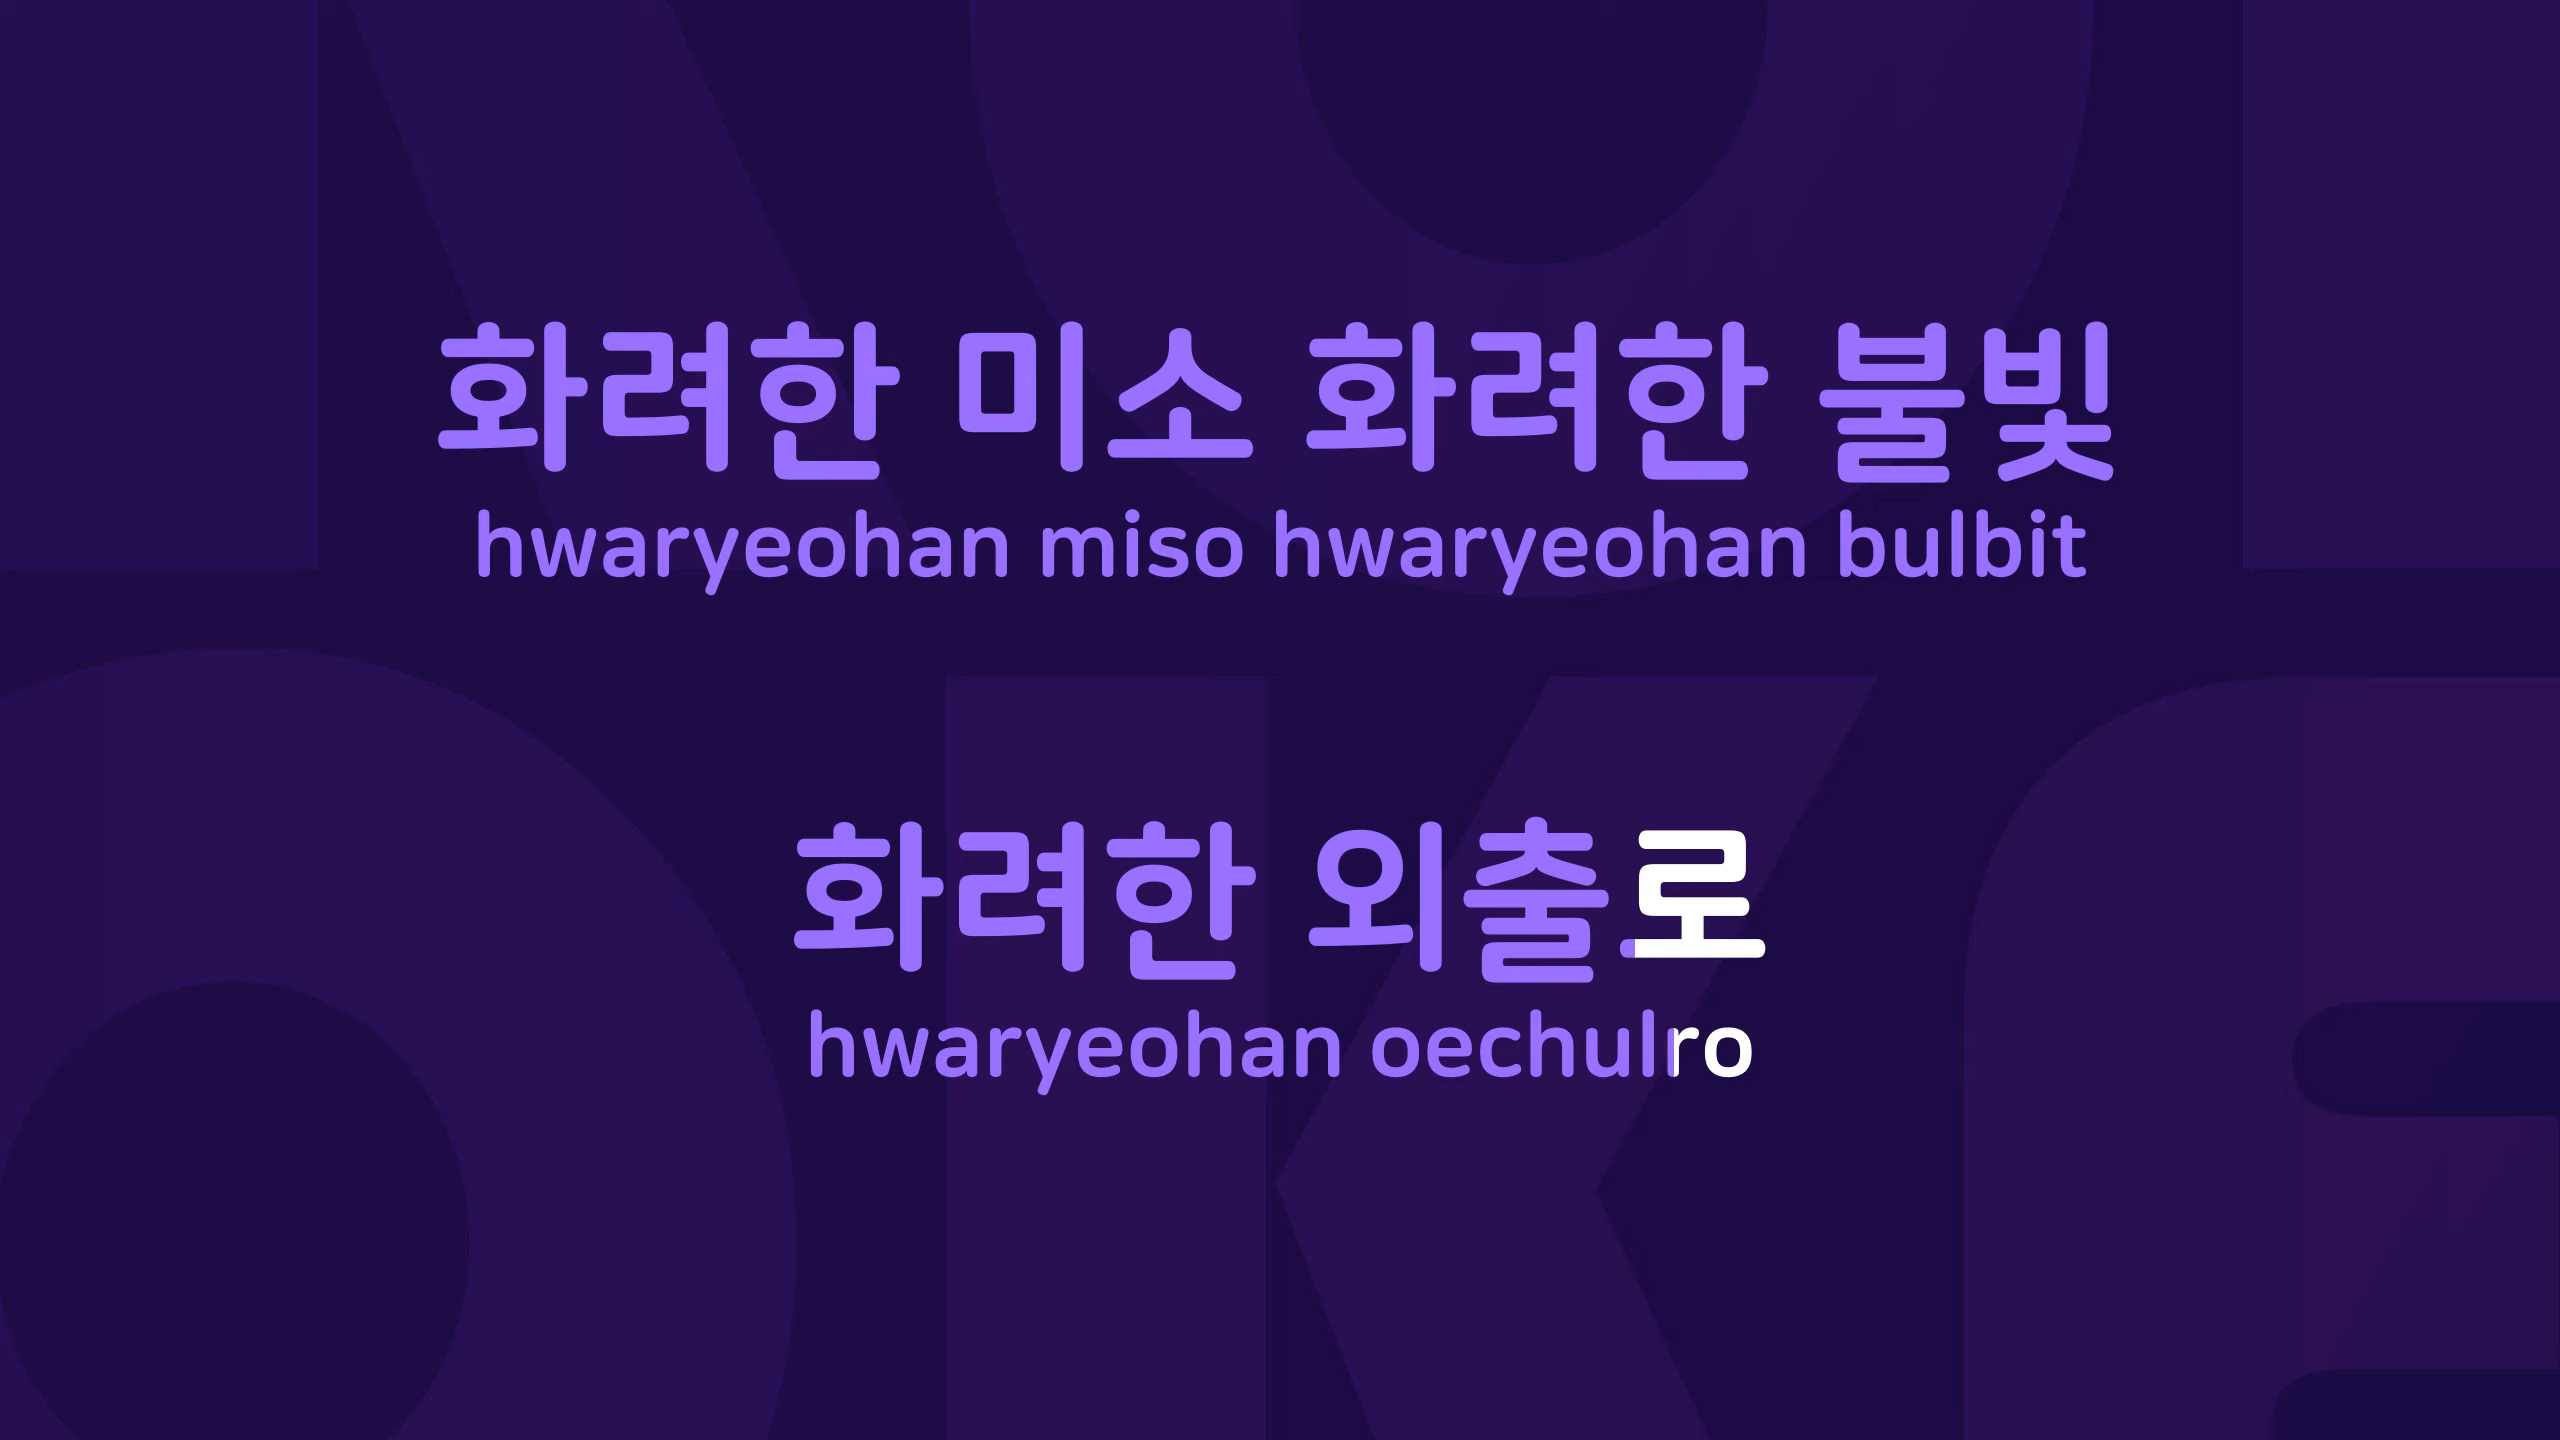 화려한 미소 화려한 불빛
hwaryeohan miso hwaryeohan bulbit
화려한 외출로
hwaryeohan oechulro